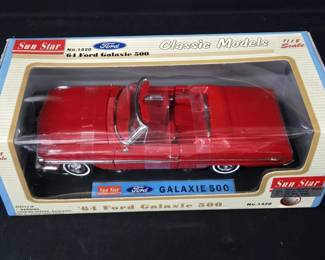 Sun Star
No. 1420
Ford
'64 Ford Galaxie 500
Classic Models
1:18
Scale
Sun Star
Ford
GALAXIE 500
'64 Ford Galaxie 500
Sun Star
No. 1420